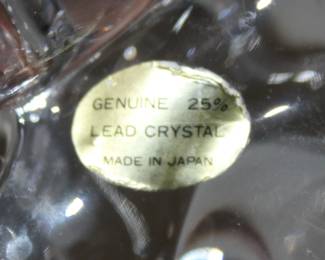 GENUINE 25%
LEAD CRYSTAL
MADE IN JAPAN